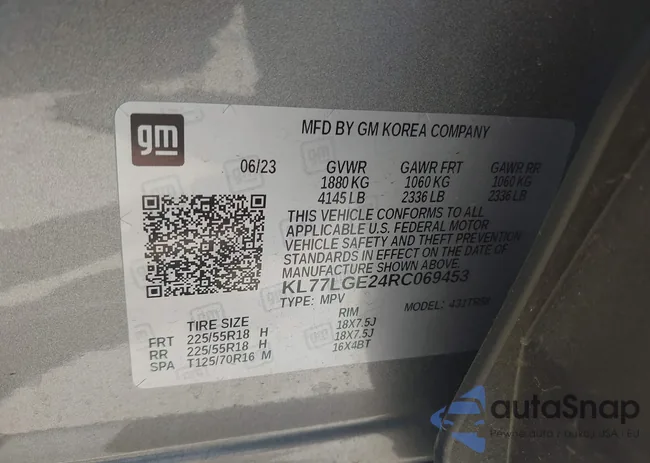 gm
MFD BY GM KOREA COMPANY
06/23 GVWR GAWR FRT GAWR RR
1880 KG 1060 KG 1060 KG
4145 LB 2336 LB 2336 LB
THIS VEHICLE CONFORMS TO ALL
APPLICABLE U.S. FEDERAL MOTOR
VEHICLE SAFETY AND THEFT PREVENTION
STANDARDS IN EFFECT ON THE DATE OF
MANUFACTURE SHOWN ABOVE.
KL77LGE24RC069453
TYPE: MPV MODEL:
TIRE SIZE RIM
FRT 225/55R18 H 18X7.5J
RR 225/55R18 H 18X7.5J
SPA T125/70R16 M 16X4BT
autaSnap